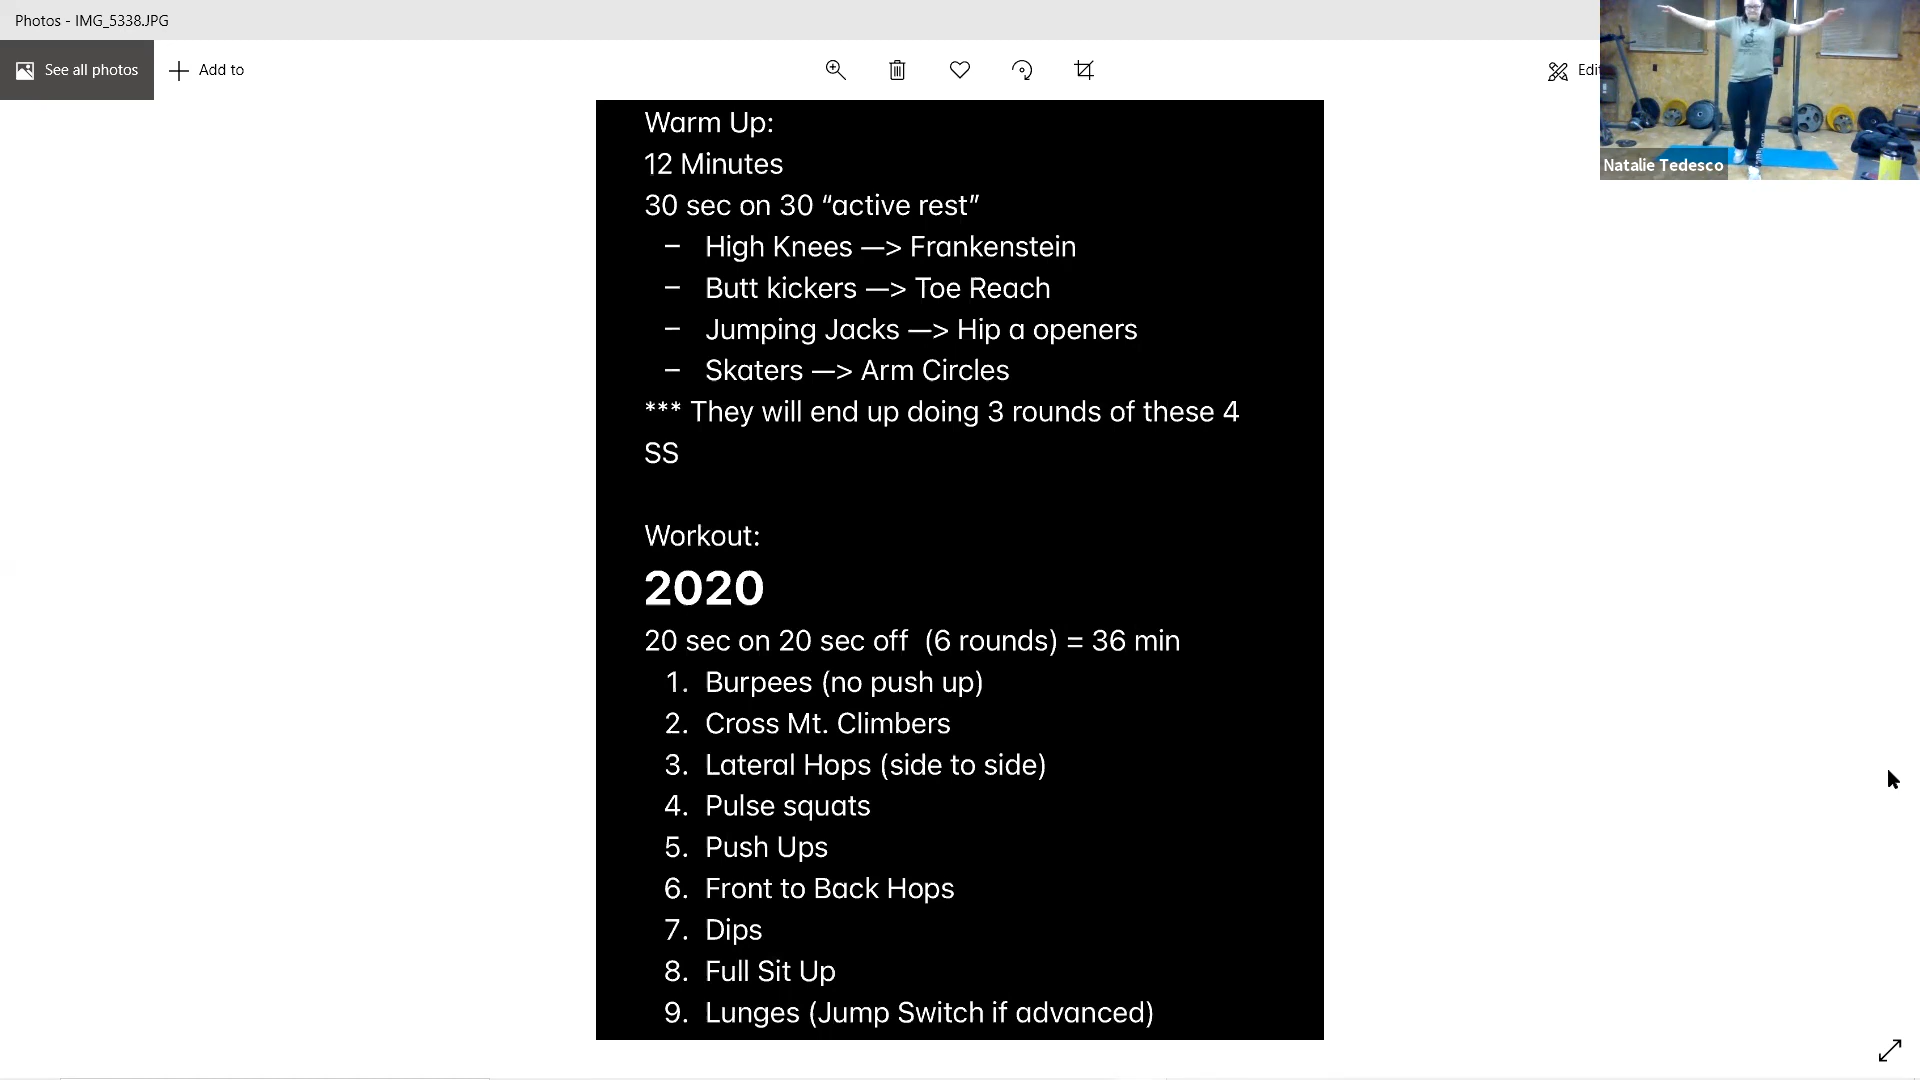 Photos - IMG_5338.JPG
See all photos
Add to
Edi
Natalie Tedesco
Warm Up:
12 Minutes
30 sec on 30 “active rest”
– High Knees —> Frankenstein
– Butt kickers —> Toe Reach
– Jumping Jacks —> Hip a openers
– Skaters —> Arm Circles
*** They will end up doing 3 rounds of these 4
SS
Workout:
2020
20 sec on 20 sec off (6 rounds) = 36 min
1. Burpees (no push up)
2. Cross Mt. Climbers
3. Lateral Hops (side to side)
4. Pulse squats
5. Push Ups
6. Front to Back Hops
7. Dips
8. Full Sit Up
9. Lunges (Jump Switch if advanced)